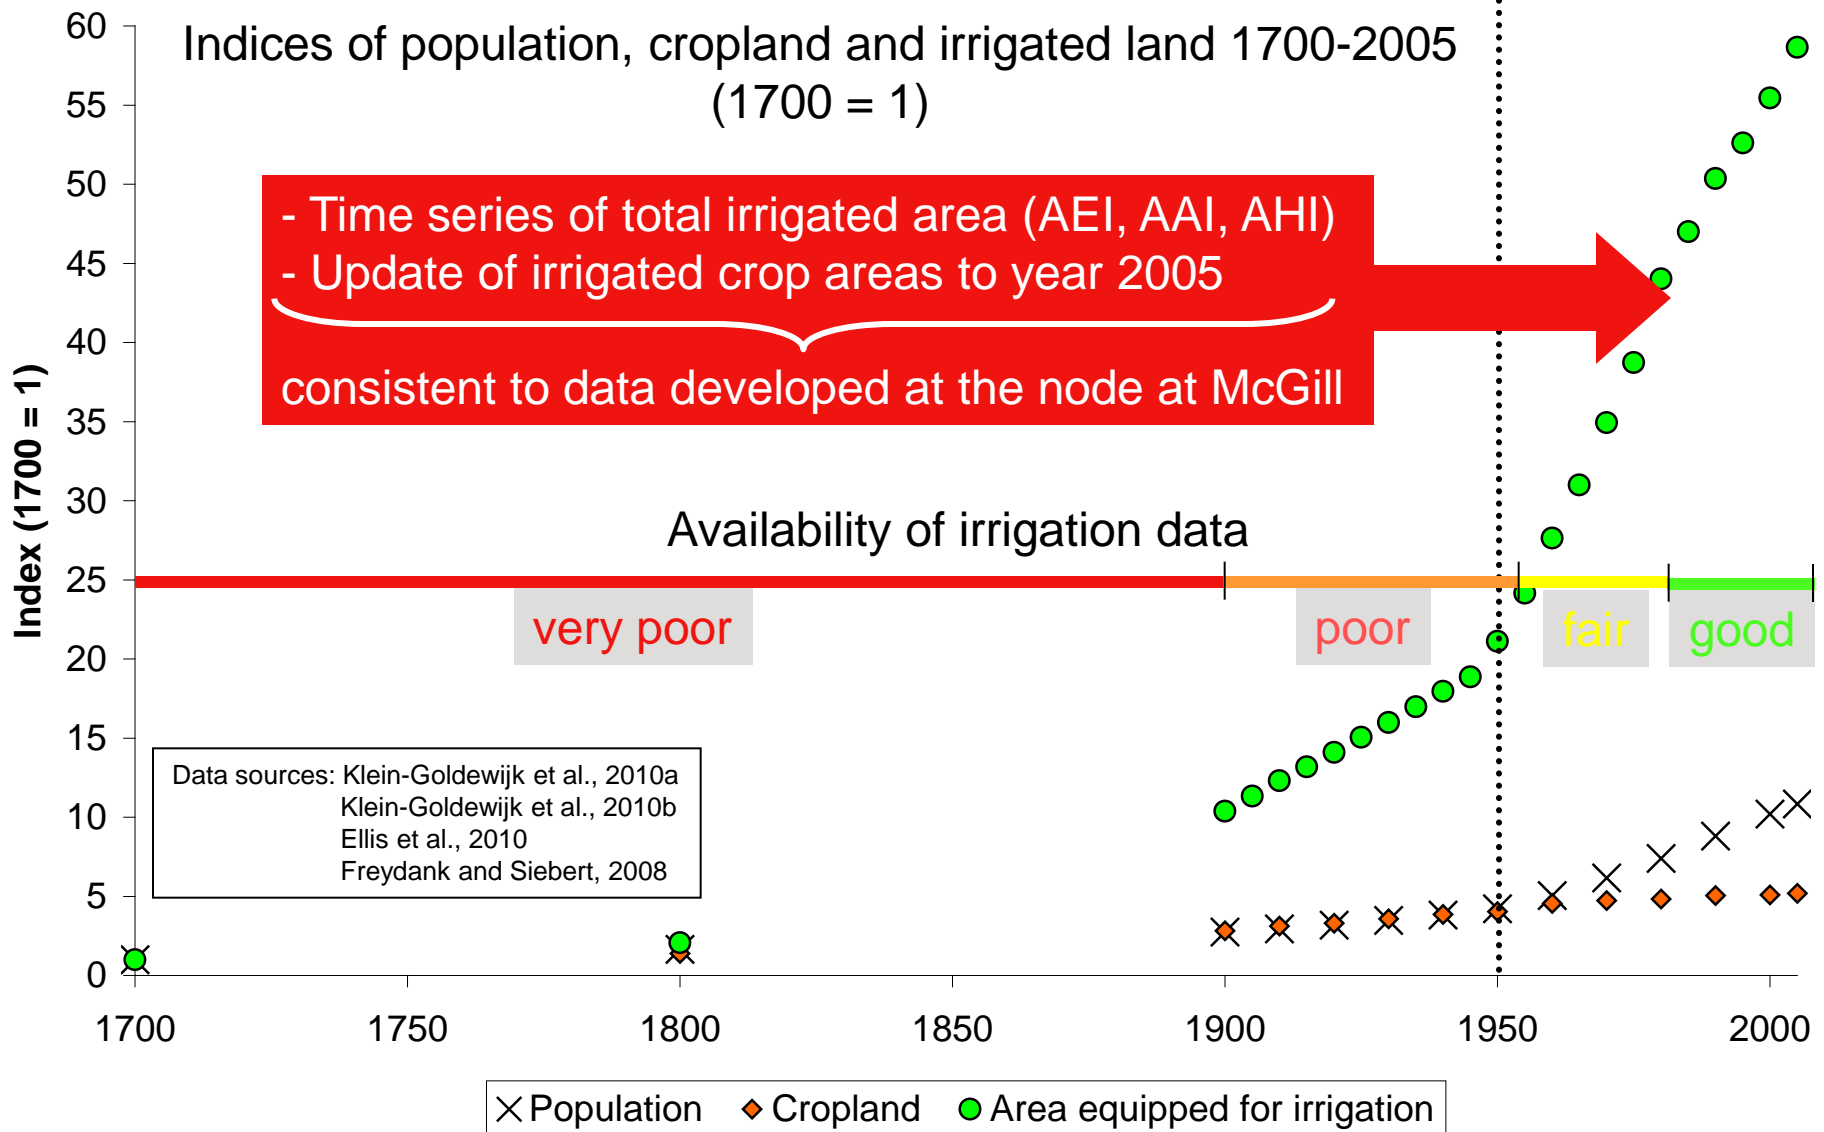 Indices of population, cropland and irrigated land 1700-2005
(1700 = 1)
- Time series of total irrigated area (AEI, AAI, AHI)
- Update of irrigated crop areas to year 2005
consistent to data developed at the node at McGill
Availability of irrigation data
very poor
poor
fair
good
Data sources: Klein-Goldewijk et al., 2010a
Klein-Goldewijk et al., 2010b
Ellis et al., 2010
Freydank and Siebert, 2008
Index (1700 = 1)
60
55
50
45
40
35
30
25
20
15
10
5
0
1700 1750 1800 1850 1900 1950 2000
Population Cropland Area equipped for irrigation